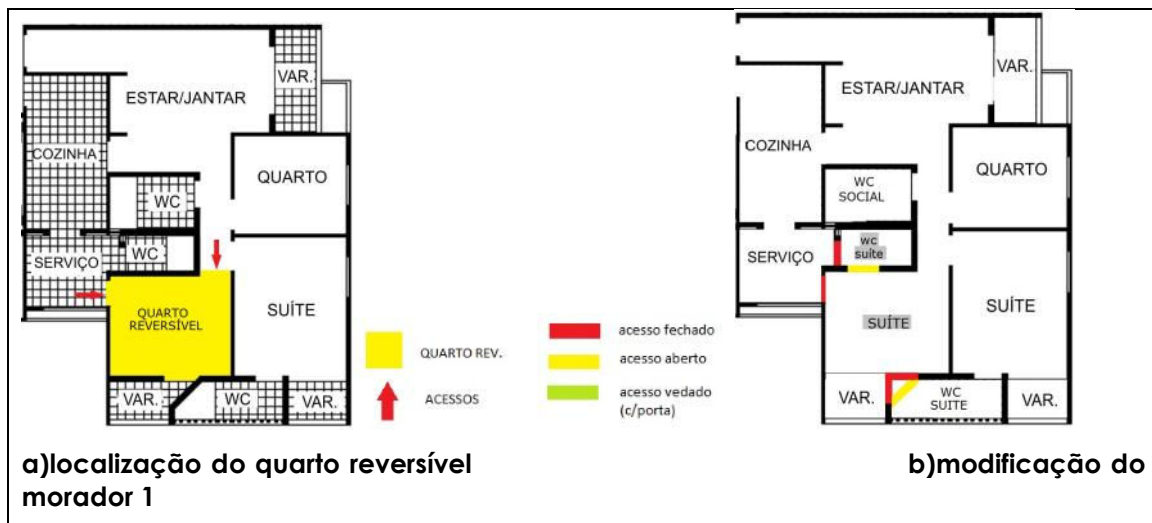 VAR.
ESTAR/JANTAR
COZINHA
QUARTO
WC
WC
SERVIÇO
QUARTO
REVERSÍVEL
SUÍTE
VAR.
WC
VAR.
QUARTO REV.
ACESSOS
acesso fechado
acesso aberto
acesso vedado
(c/porta)
VAR.
ESTAR/JANTAR
COZINHA
QUARTO
WC
SOCIAL
wc
suíte
SERVIÇO
SUÍTE
SUÍTE
VAR.
WC
SUITE
VAR.
a)localização do quarto reversível
b)modificação do
morador 1